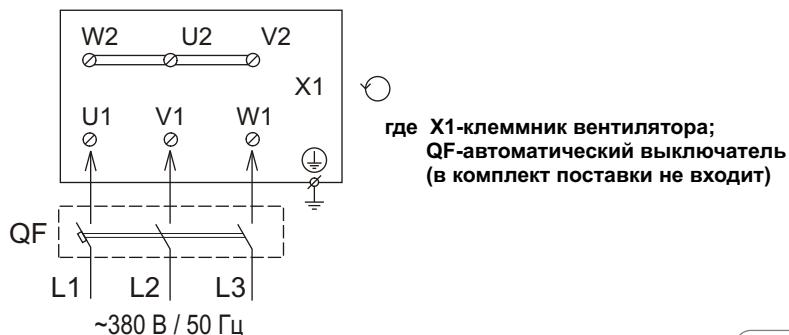 W2 U2 V2
X1
U1 V1 W1
где X1-клеммник вентилятора;
QF-автоматический выключатель
(в комплект поставки не входит)
QF
L1 L2 L3
~380 В / 50 Гц